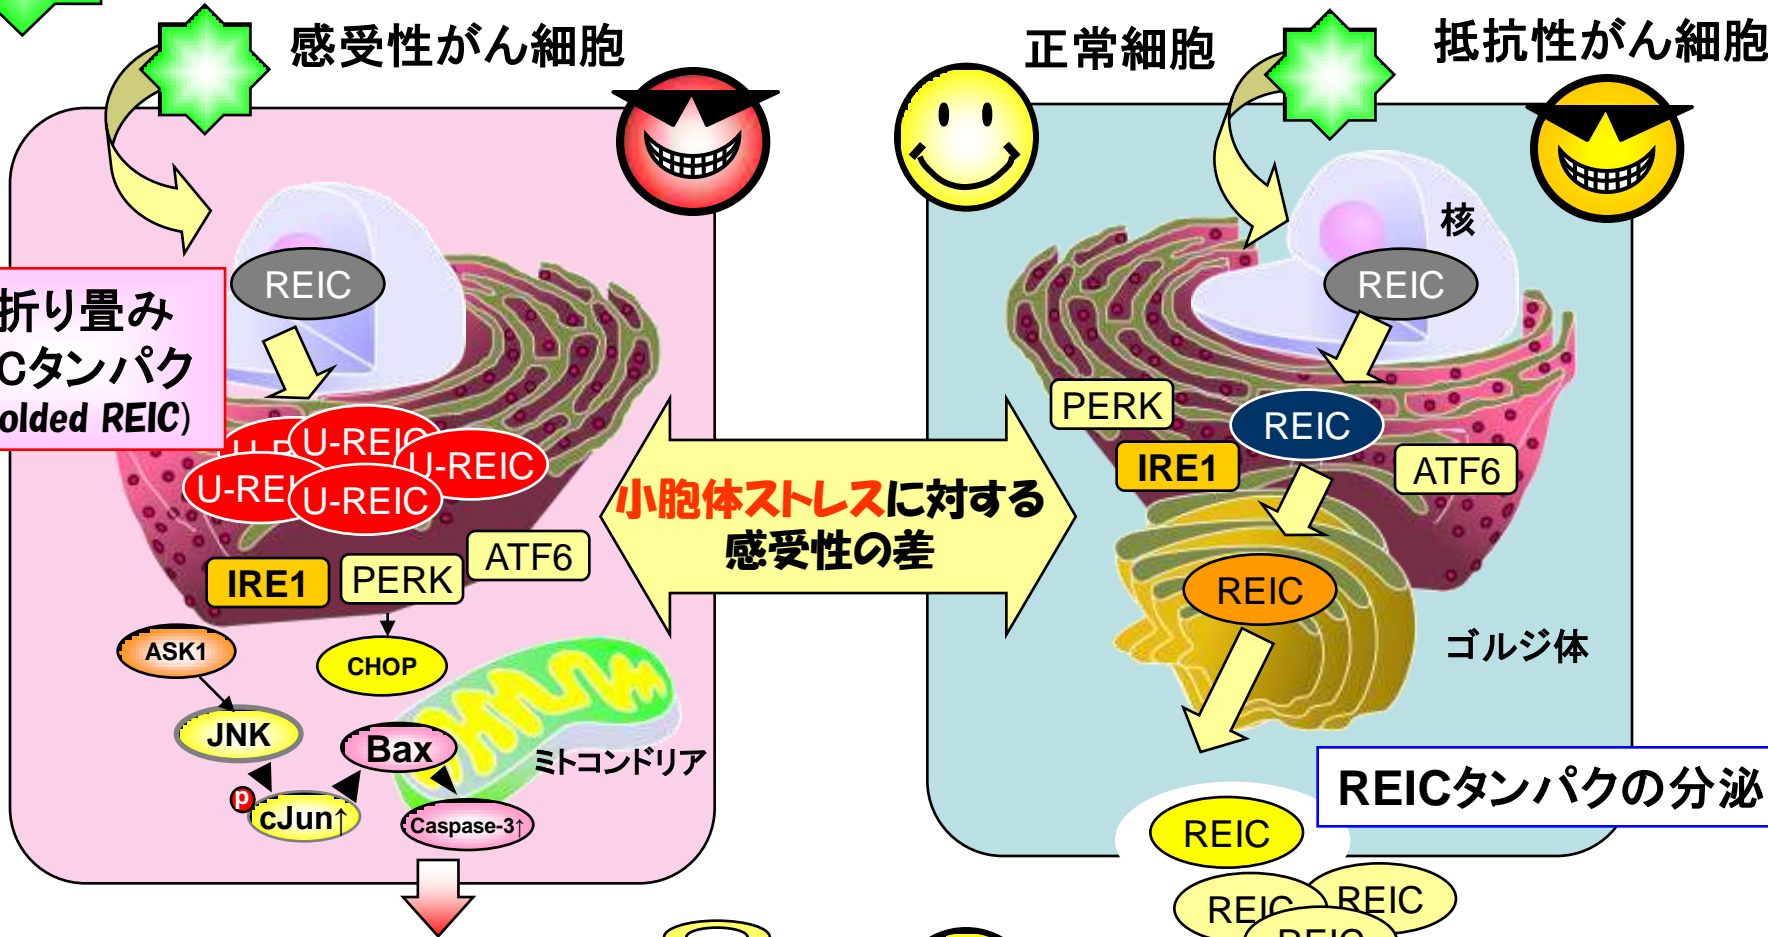 感受性がん細胞
正常細胞
抵抗性がん細胞
核
REIC
REIC
折り畳み
Cタンパク
olded REIC)
U-REIC
U-REIC
U-REIC
PERK
REIC
IRE1
ATF6
小胞体ストレスに対する
感受性の差
IRE1
PERK
ATF6
REIC
ASK1
CHOP
ゴルジ体
JNK
Bax
ミトコンドリア
p
cJun↑
Caspase-3↑
REICタンパクの分泌
REIC
REIC
REIC
REIC